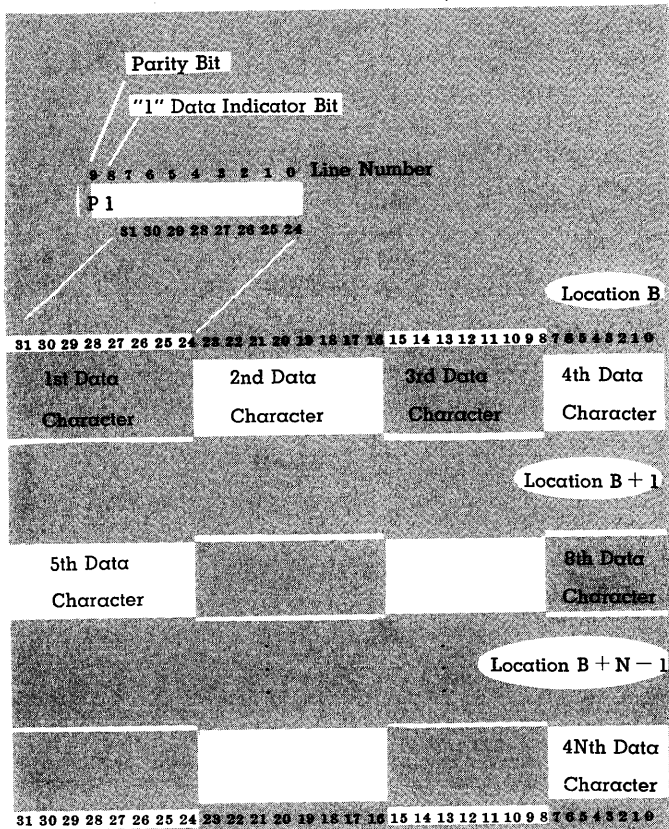 Parity Bit
"1" Data Indicator Bit
9 8 7 6 5 4 3 2 1 0 Line Number
P 1
31 30 29 28 27 26 25 24
Location B
31 30 29 28 27 26 25 24 23 22 21 20 19 18 17 16 15 14 13 12 11 10 9 8 7 6 5 4 3 2 1 0
1st Data 2nd Data 3rd Data 4th Data
Character Character Character Character
Location B + 1
5th Data 8th Data
Character Character
Location B + N − 1
4Nth Data
Character
31 30 29 28 27 26 25 24 23 22 21 20 19 18 17 16 15 14 13 12 11 10 9 8 7 6 5 4 3 2 1 0